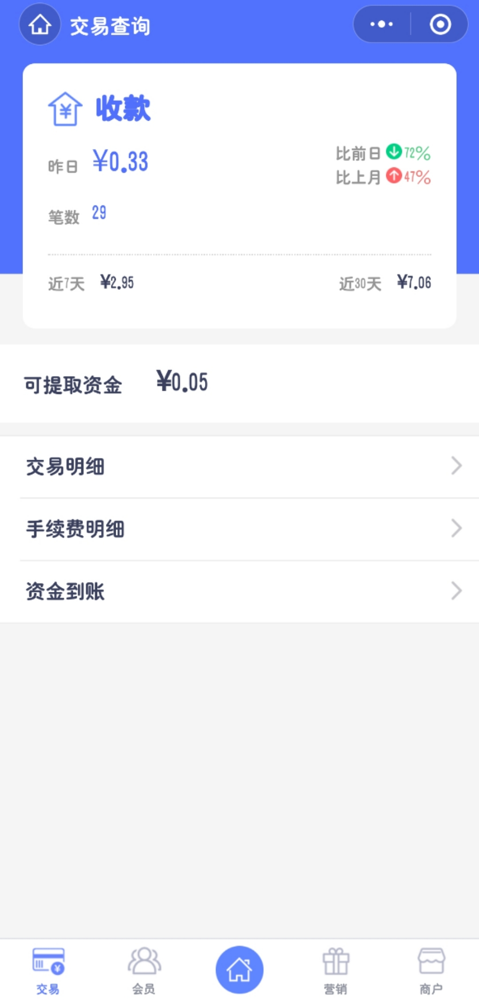 交易查询
收款
昨日 ¥0.33
比前日 72%
比上月 47%
笔数 29
近7天 ¥2.95 近30天 ¥7.06
可提取资金 ¥0.05
交易明细
手续费明细
资金到账
交易 会员 营销 商户